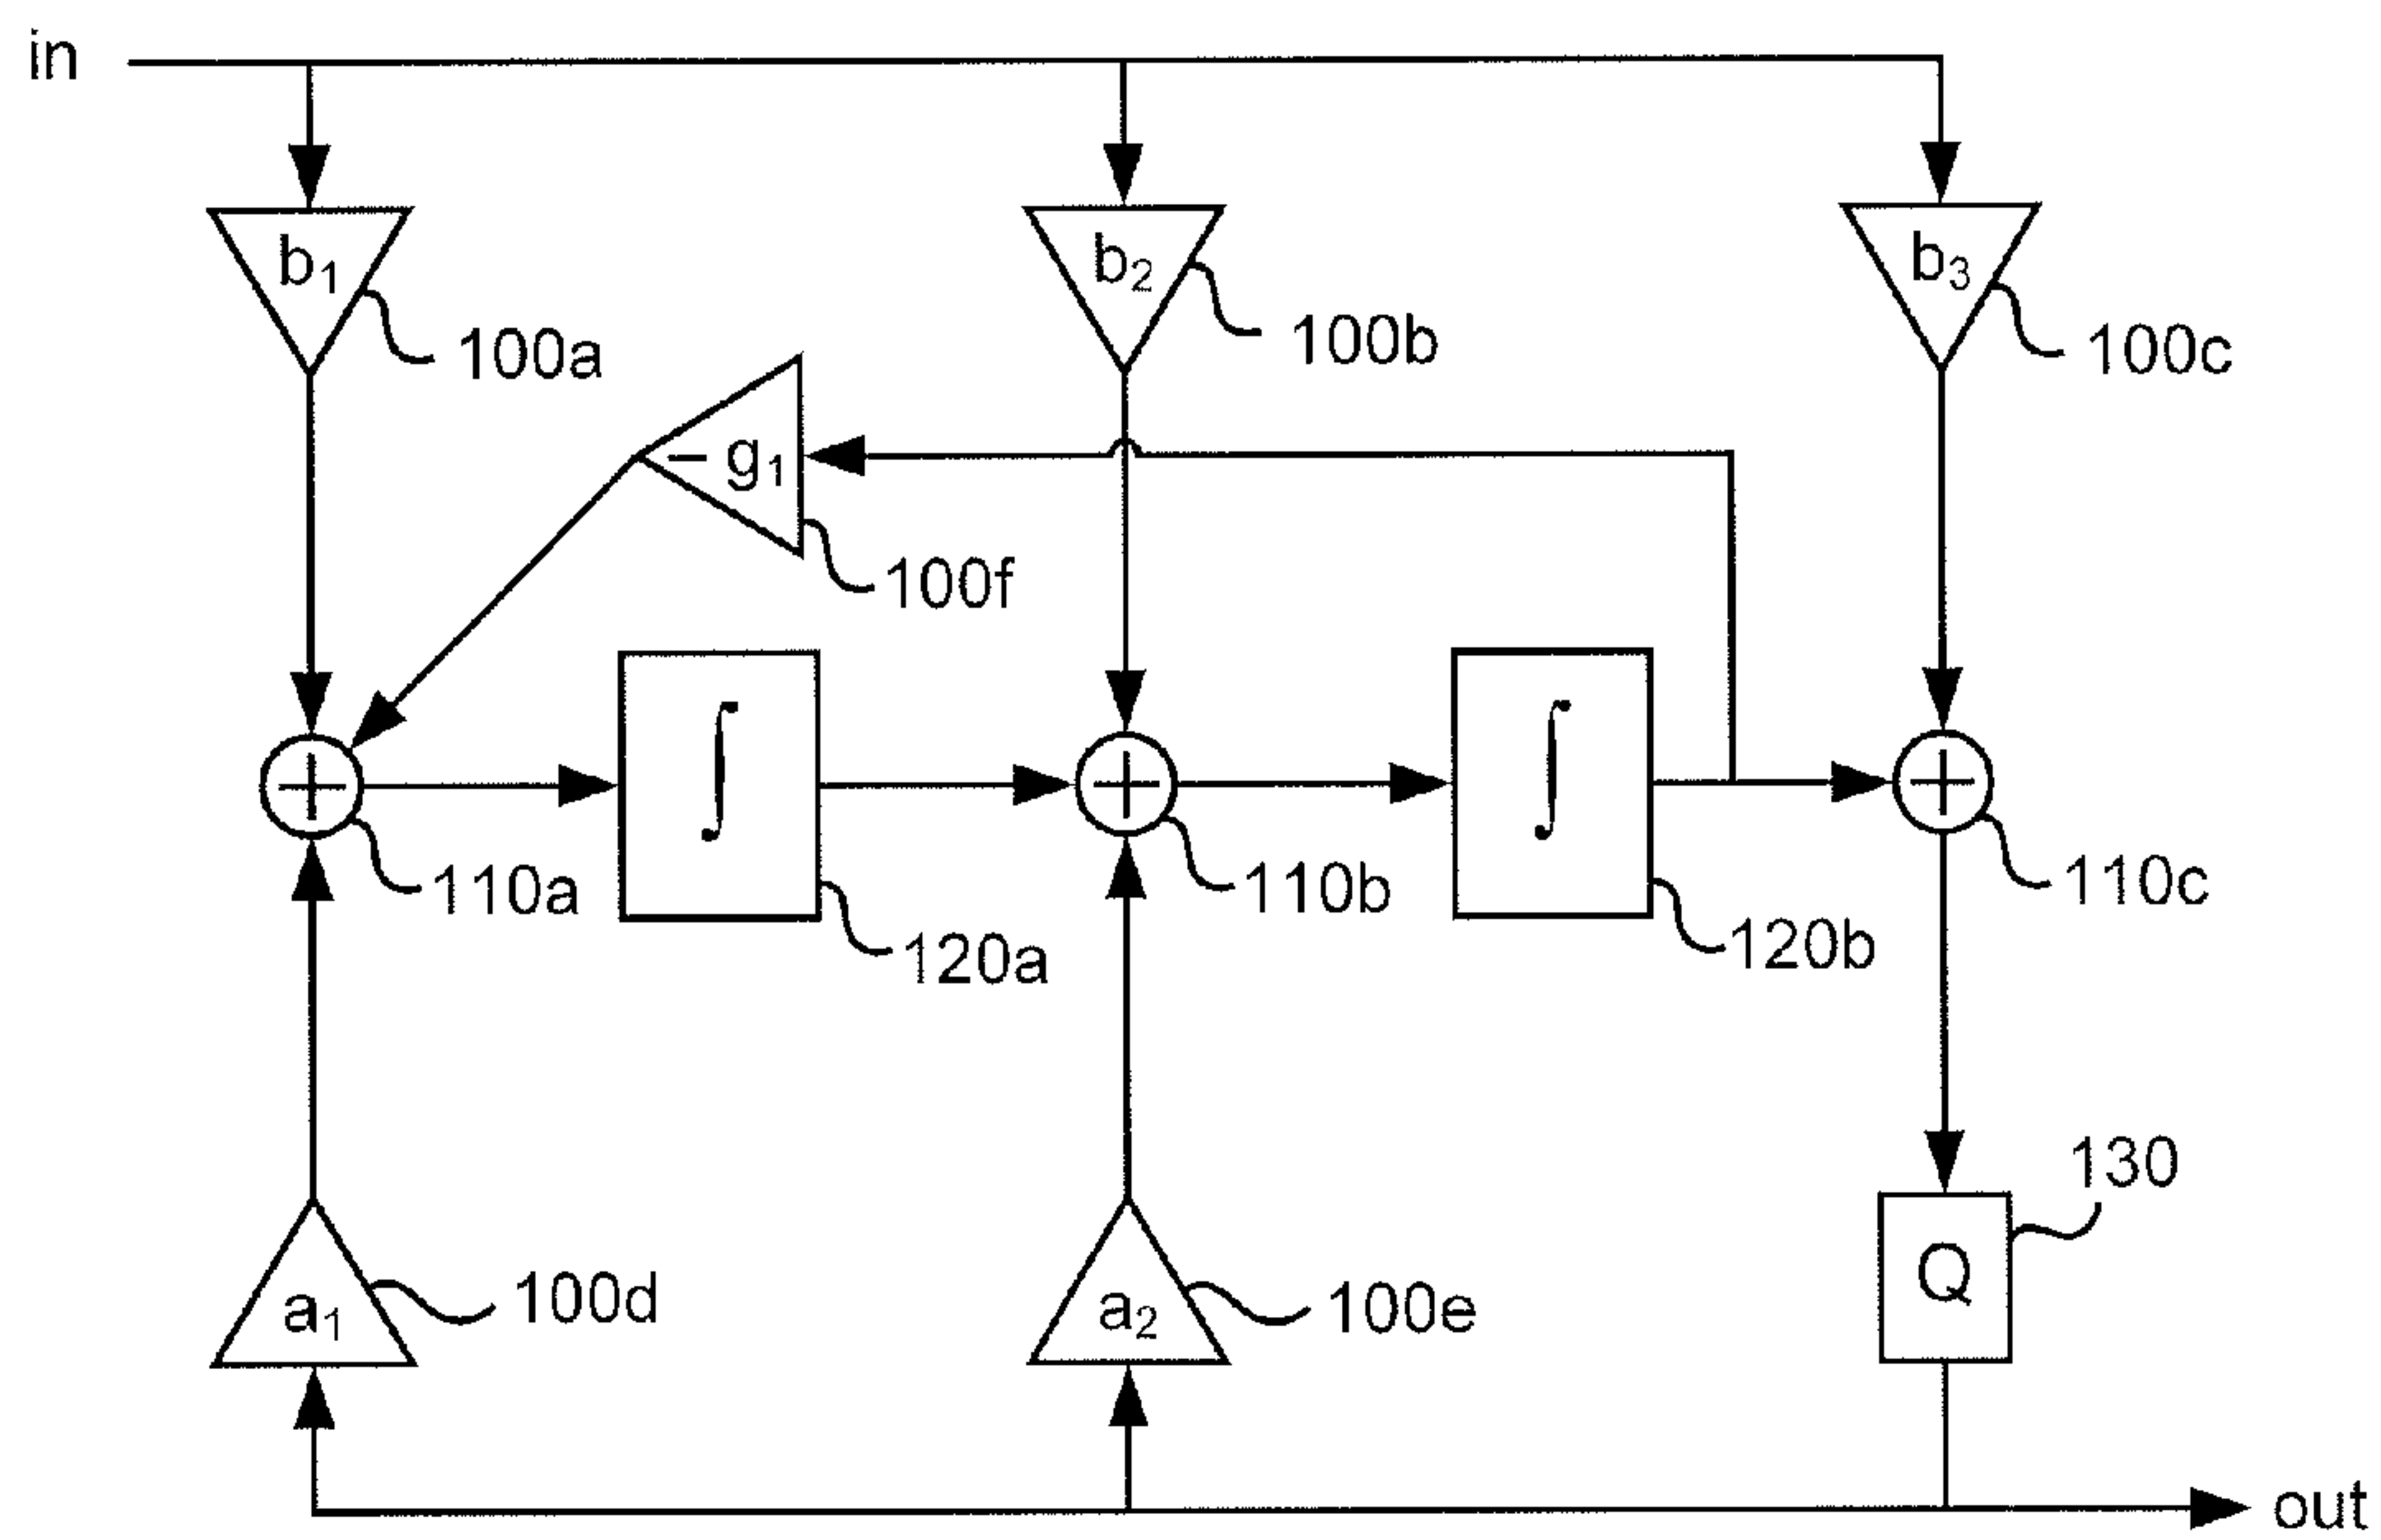 in
b₁
b₂
b₃
100a
100b
100c
– g₁
100f
∫
∫
+
+
+
110a
110b
110c
120a
120b
130
Q
a₁
100d
a₂
100e
out